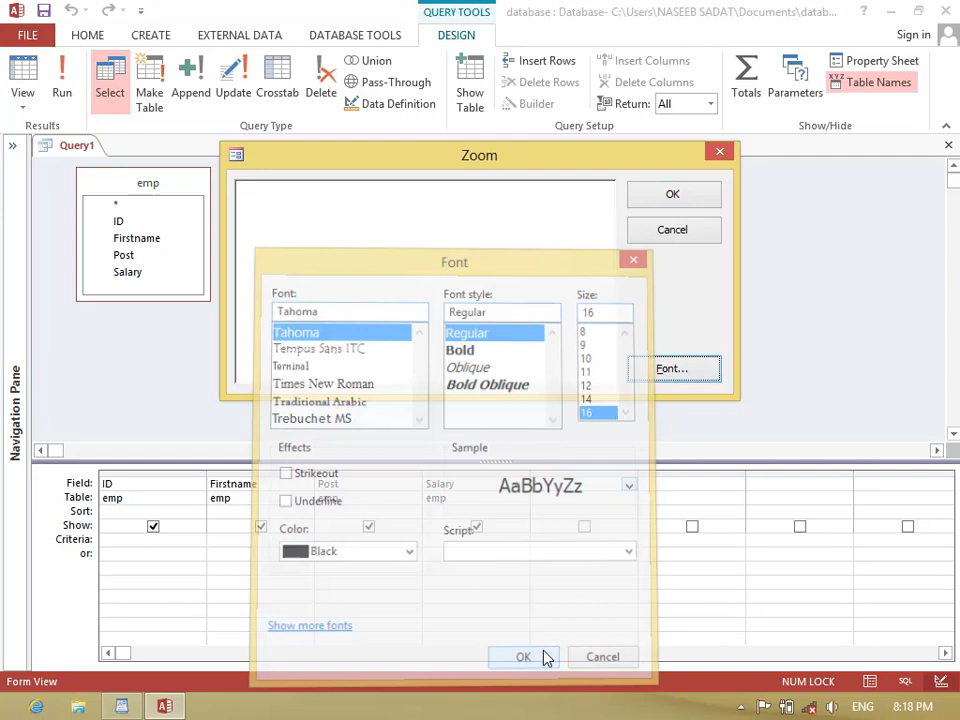 QUERY TOOLS
database : Database- C:\Users\NASEEB SADAT\Documents\datab...
FILE HOME CREATE EXTERNAL DATA DATABASE TOOLS DESIGN Sign in
View
Run
Select
Make Table
Append
Update
Crosstab
Delete
Union
Pass-Through
Data Definition
Show Table
Insert Rows
Delete Rows
Builder
Insert Columns
Delete Columns
Return: All
Totals
Parameters
Property Sheet
Table Names
Results Query Type Query Setup Show/Hide
Query1
Navigation Pane
emp
*
ID
Firstname
Post
Salary
Zoom
OK
Cancel
Font...
Font
Font: Font style: Size:
Tahoma Regular 16
Tahoma Regular 8
Tempus Sans ITC Bold 9
Terminal Oblique 10
Times New Roman Bold Oblique 11
Traditional Arabic 12
Trebuchet MS 14
16
Effects Sample
Strikeout
Underline
AaBbYyZz
Color: Script:
Black
Show more fonts
OK Cancel
Field: ID Firstname Post Salary
Table: emp emp emp emp
Sort:
Show:
Criteria:
or:
Form View NUM LOCK SQL
ENG 8:18 PM